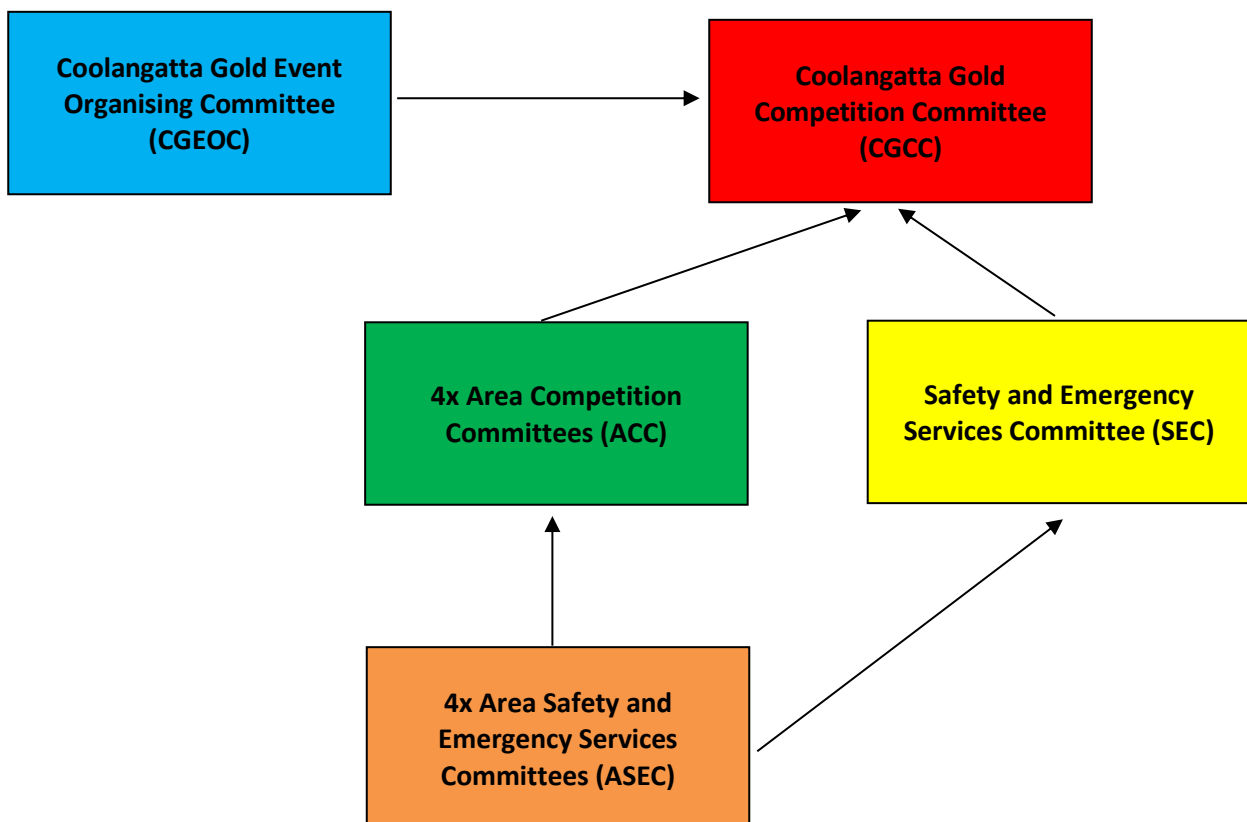 Coolangatta Gold Event
Organising Committee
(CGEOC)
Coolangatta Gold
Competition Committee
(CGCC)
4x Area Competition
Committees (ACC)
Safety and Emergency
Services Committee (SEC)
4x Area Safety and
Emergency Services
Committees (ASEC)